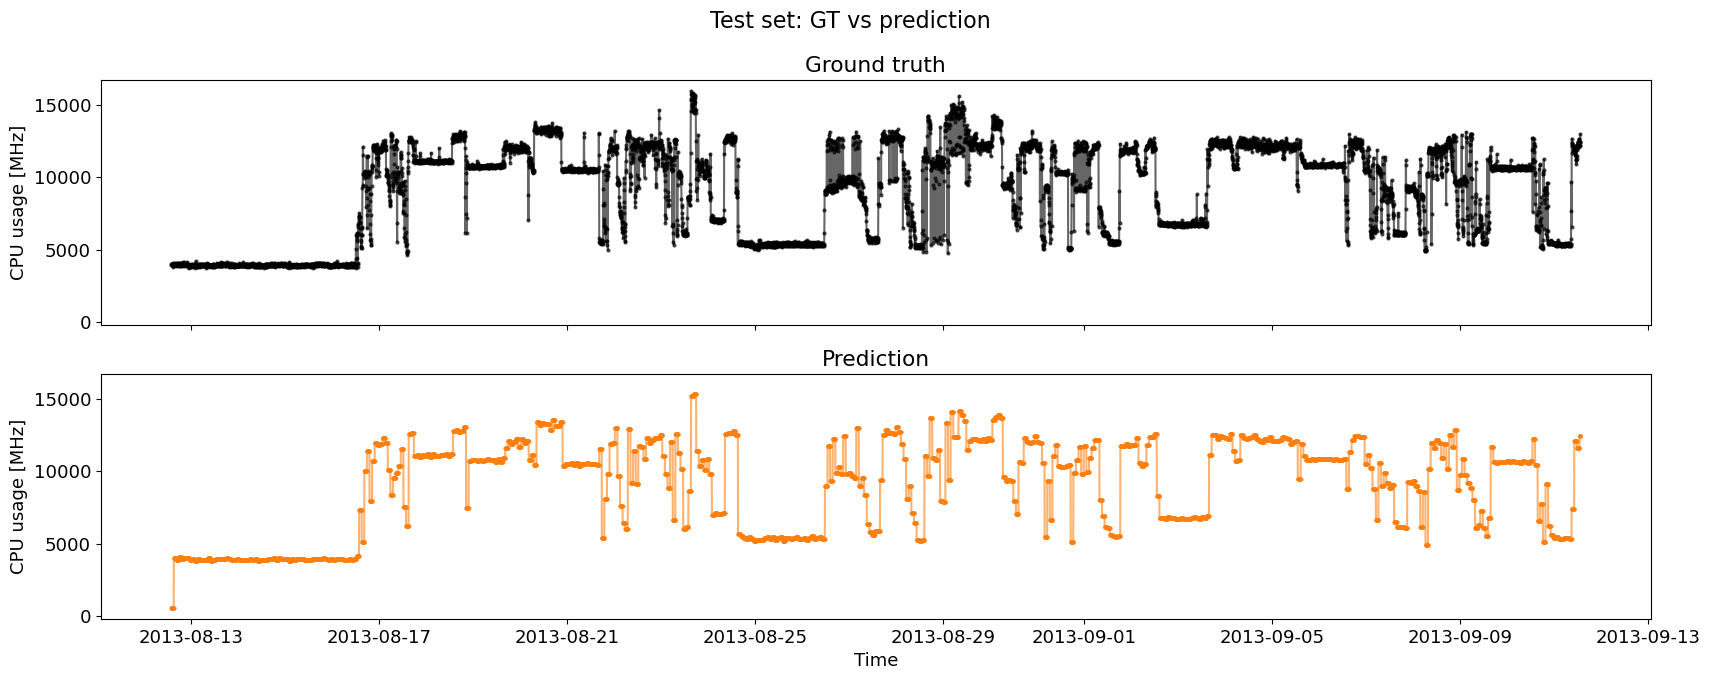 Test set: GT vs prediction
Ground truth
CPU usage [MHz]
15000
10000
5000
0
Prediction
CPU usage [MHz]
15000
10000
5000
0
2013-08-13 2013-08-17 2013-08-21 2013-08-25 2013-08-29 2013-09-01 2013-09-05 2013-09-09 2013-09-13
Time